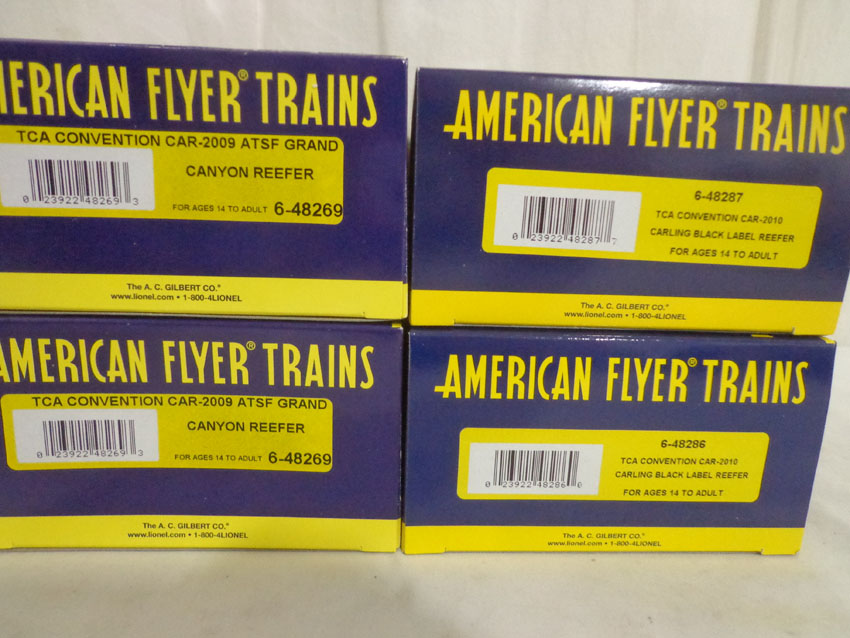 MERICAN FLYER® TRAINS
TCA CONVENTION CAR-2009 ATSF GRAND
CANYON REEFER
0 23922 48269 3
FOR AGES 14 TO ADULT 6-48269
The A. C. GILBERT CO.®
www.lionel.com • 1-800-4LIONEL
AMERICAN FLYER® TRAINS
6-48287
TCA CONVENTION CAR-2010
CARLING BLACK LABEL REEFER
FOR AGES 14 TO ADULT
0 23922 48287 7
The A. C. GILBERT CO.®
www.lionel.com • 1-800-4LIONEL
AMERICAN FLYER® TRAINS
TCA CONVENTION CAR-2009 ATSF GRAND
CANYON REEFER
0 23922 48269 3
FOR AGES 14 TO ADULT 6-48269
The A. C. GILBERT CO.®
www.lionel.com • 1-800-4LIONEL
AMERICAN FLYER® TRAINS
6-48286
TCA CONVENTION CAR-2010
CARLING BLACK LABEL REEFER
FOR AGES 14 TO ADULT
0 23922 48286 0
The A. C. GILBERT CO.®
www.lionel.com • 1-800-4LIONEL